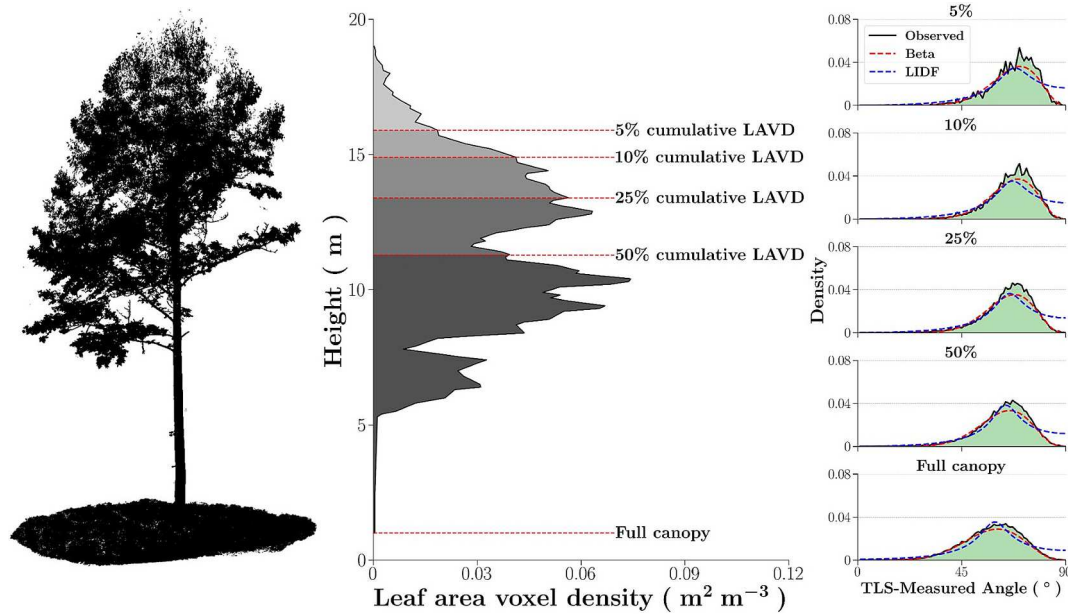 20
15
10
5
0
Height ( m )
5% cumulative LAVD
10% cumulative LAVD
25% cumulative LAVD
50% cumulative LAVD
Full canopy
0
0.03
0.06
0.09
0.12
Leaf area voxel density ( m² m⁻³ )
5%
0.08
0.04
0
Observed
Beta
LIDF
10%
0.08
0.04
0
25%
0.08
0.04
0
Density
50%
0.08
0.04
0
Full canopy
0.08
0.04
0
0
45
90
TLS-Measured Angle ( ° )